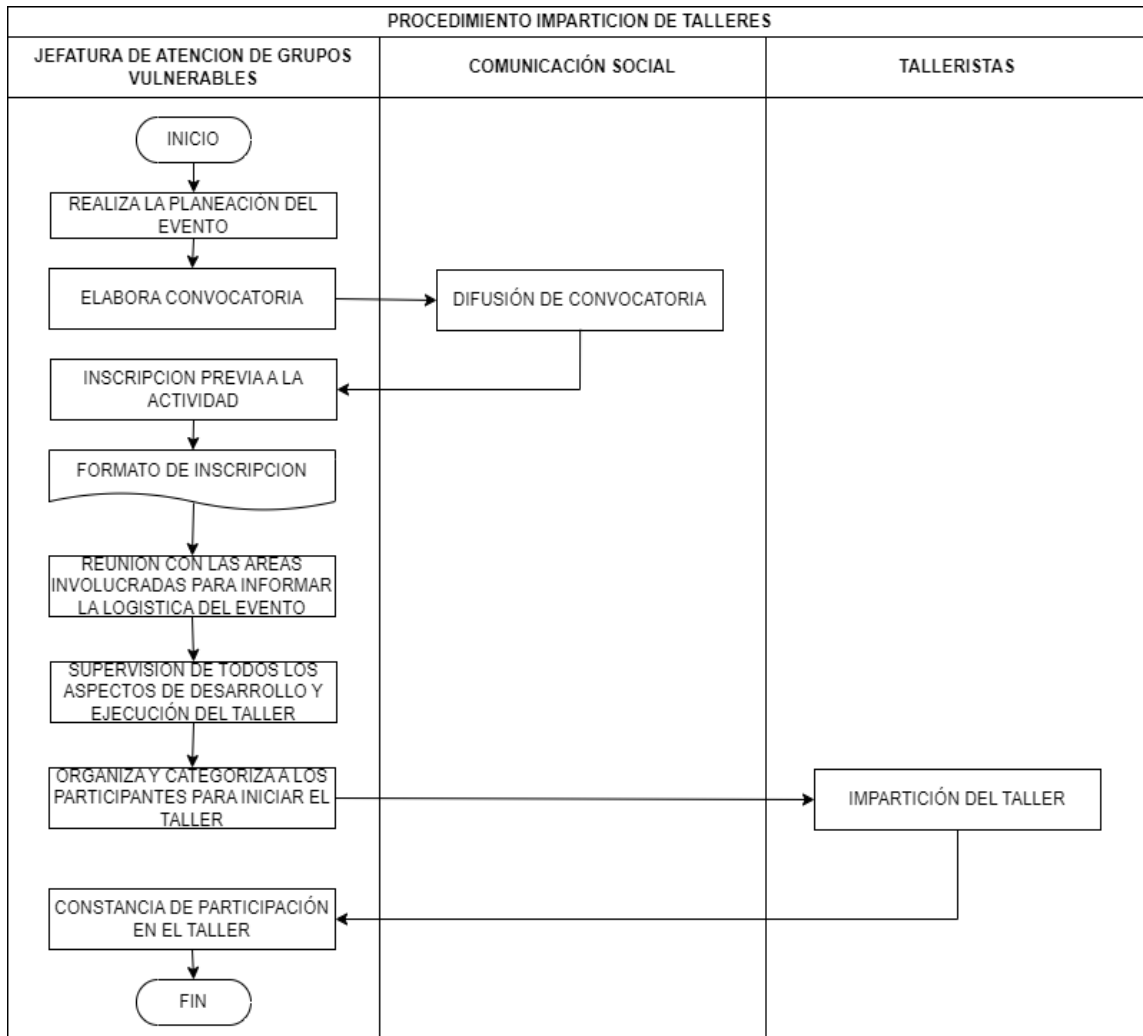 PROCEDIMIENTO IMPARTICION DE TALLERES
JEFATURA DE ATENCION DE GRUPOS
VULNERABLES
COMUNICACIÓN SOCIAL
TALLERISTAS
INICIO
REALIZA LA PLANEACIÓN DEL
EVENTO
ELABORA CONVOCATORIA
DIFUSIÓN DE CONVOCATORIA
INSCRIPCION PREVIA A LA
ACTIVIDAD
FORMATO DE INSCRIPCION
REUNION CON LAS AREAS
INVOLUCRADAS PARA INFORMAR
LA LOGISTICA DEL EVENTO
SUPERVISION DE TODOS LOS
ASPECTOS DE DESARROLLO Y
EJECUCIÓN DEL TALLER
ORGANIZA Y CATEGORIZA A LOS
PARTICIPANTES PARA INICIAR EL
TALLER
IMPARTICIÓN DEL TALLER
CONSTANCIA DE PARTICIPACIÓN
EN EL TALLER
FIN